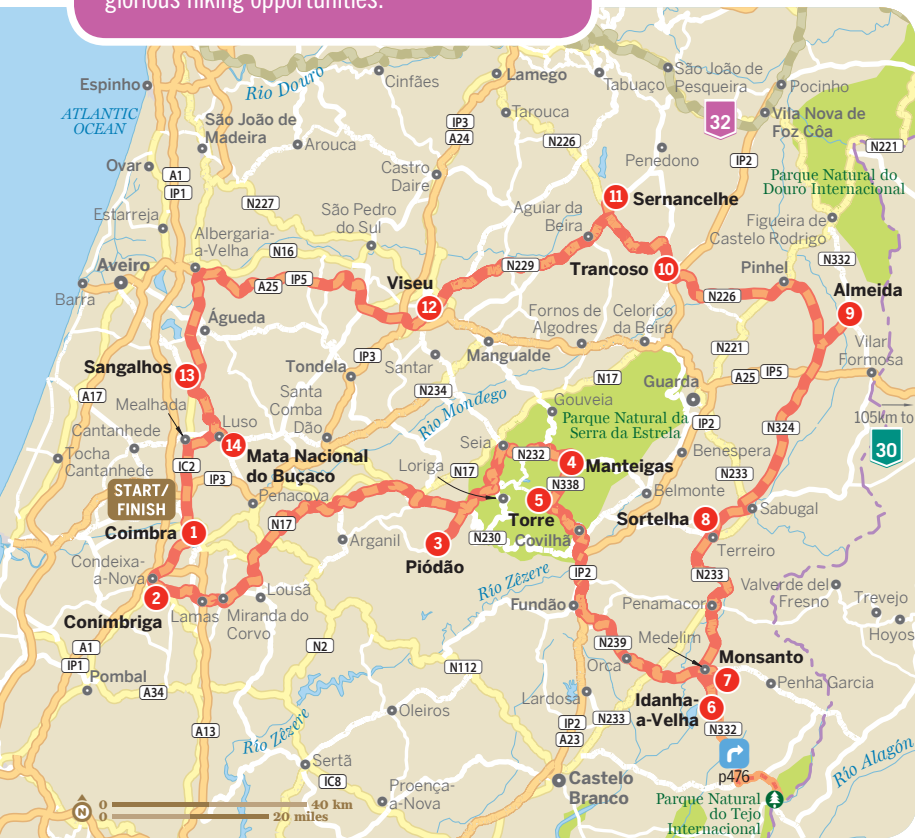 glorious hiking opportunities.
Espinho
Rio Douro
Cinfães
Lamego
Tabuaço
São João de
Pesqueira
Pocinho
ATLANTIC
OCEAN
São João de
Madeira
Arouca
IP3
A24
Tarouca
N226
32
Vila Nova de
Foz Côa
N221
Ovar
A1
IP1
Castro
Daire
Penedono
IP2
Parque Natural do
Douro Internacional
Estarreja
N227
São Pedro
do Sul
Aguiar da
Beira
11
Sernancelhe
Figueira de
Castelo Rodrigo
Albergaria-
a-Velha
N16
N332
Aveiro
Barra
A25
IP5
Viseu
12
N229
Trancoso
10
Pinhel
N226
Almeida
9
Águeda
Fornos de
Algodres
Celorico
da Beira
IP3
Mangualde
N221
Vilar
Formosa
Sangalhos
13
Tondela
Santar
N17
Guarda
A25
IP5
A17
Mealhada
Santa
Comba
Dão
N234
Rio Mondego
Gouveia
105km to
30
Cantanhede
Luso
Parque Natural da
Serra da Estrela
IP2
N324
Tocha
Cantanhede
14
Mata Nacional
do Buçaco
Seia
N232
4
Manteigas
Benespera
IC2
IP3
Loriga
N17
N338
N233
START/
FINISH
Penacova
5
Torre
Belmonte
Sabugal
Coimbra
1
N17
Arganil
3
Piódão
N230
Covilhã
Sortelha
8
Terreiro
Condeixa-
a-Nova
2
Conímbriga
Lamas
Miranda do
Corvo
Lousã
Rio Zêzere
IP2
N233
Valverde del
Fresno
Trevejo
Hoyos
Fundão
Penamacor
A1
IP1
N2
N239
Medelim
Monsanto
7
Pombal
A34
N112
Orca
Penha Garcia
Lardosa
Idanha-
a-Velha
6
A13
Rio Zêzere
Oleiros
IP2
A23
N233
N332
Sertã
IC8
p476
Rio Alagón
Proença-
a-Nova
Castelo
Branco
Parque Natural
do Tejo
Internacional
N
0 40 km
0 20 miles